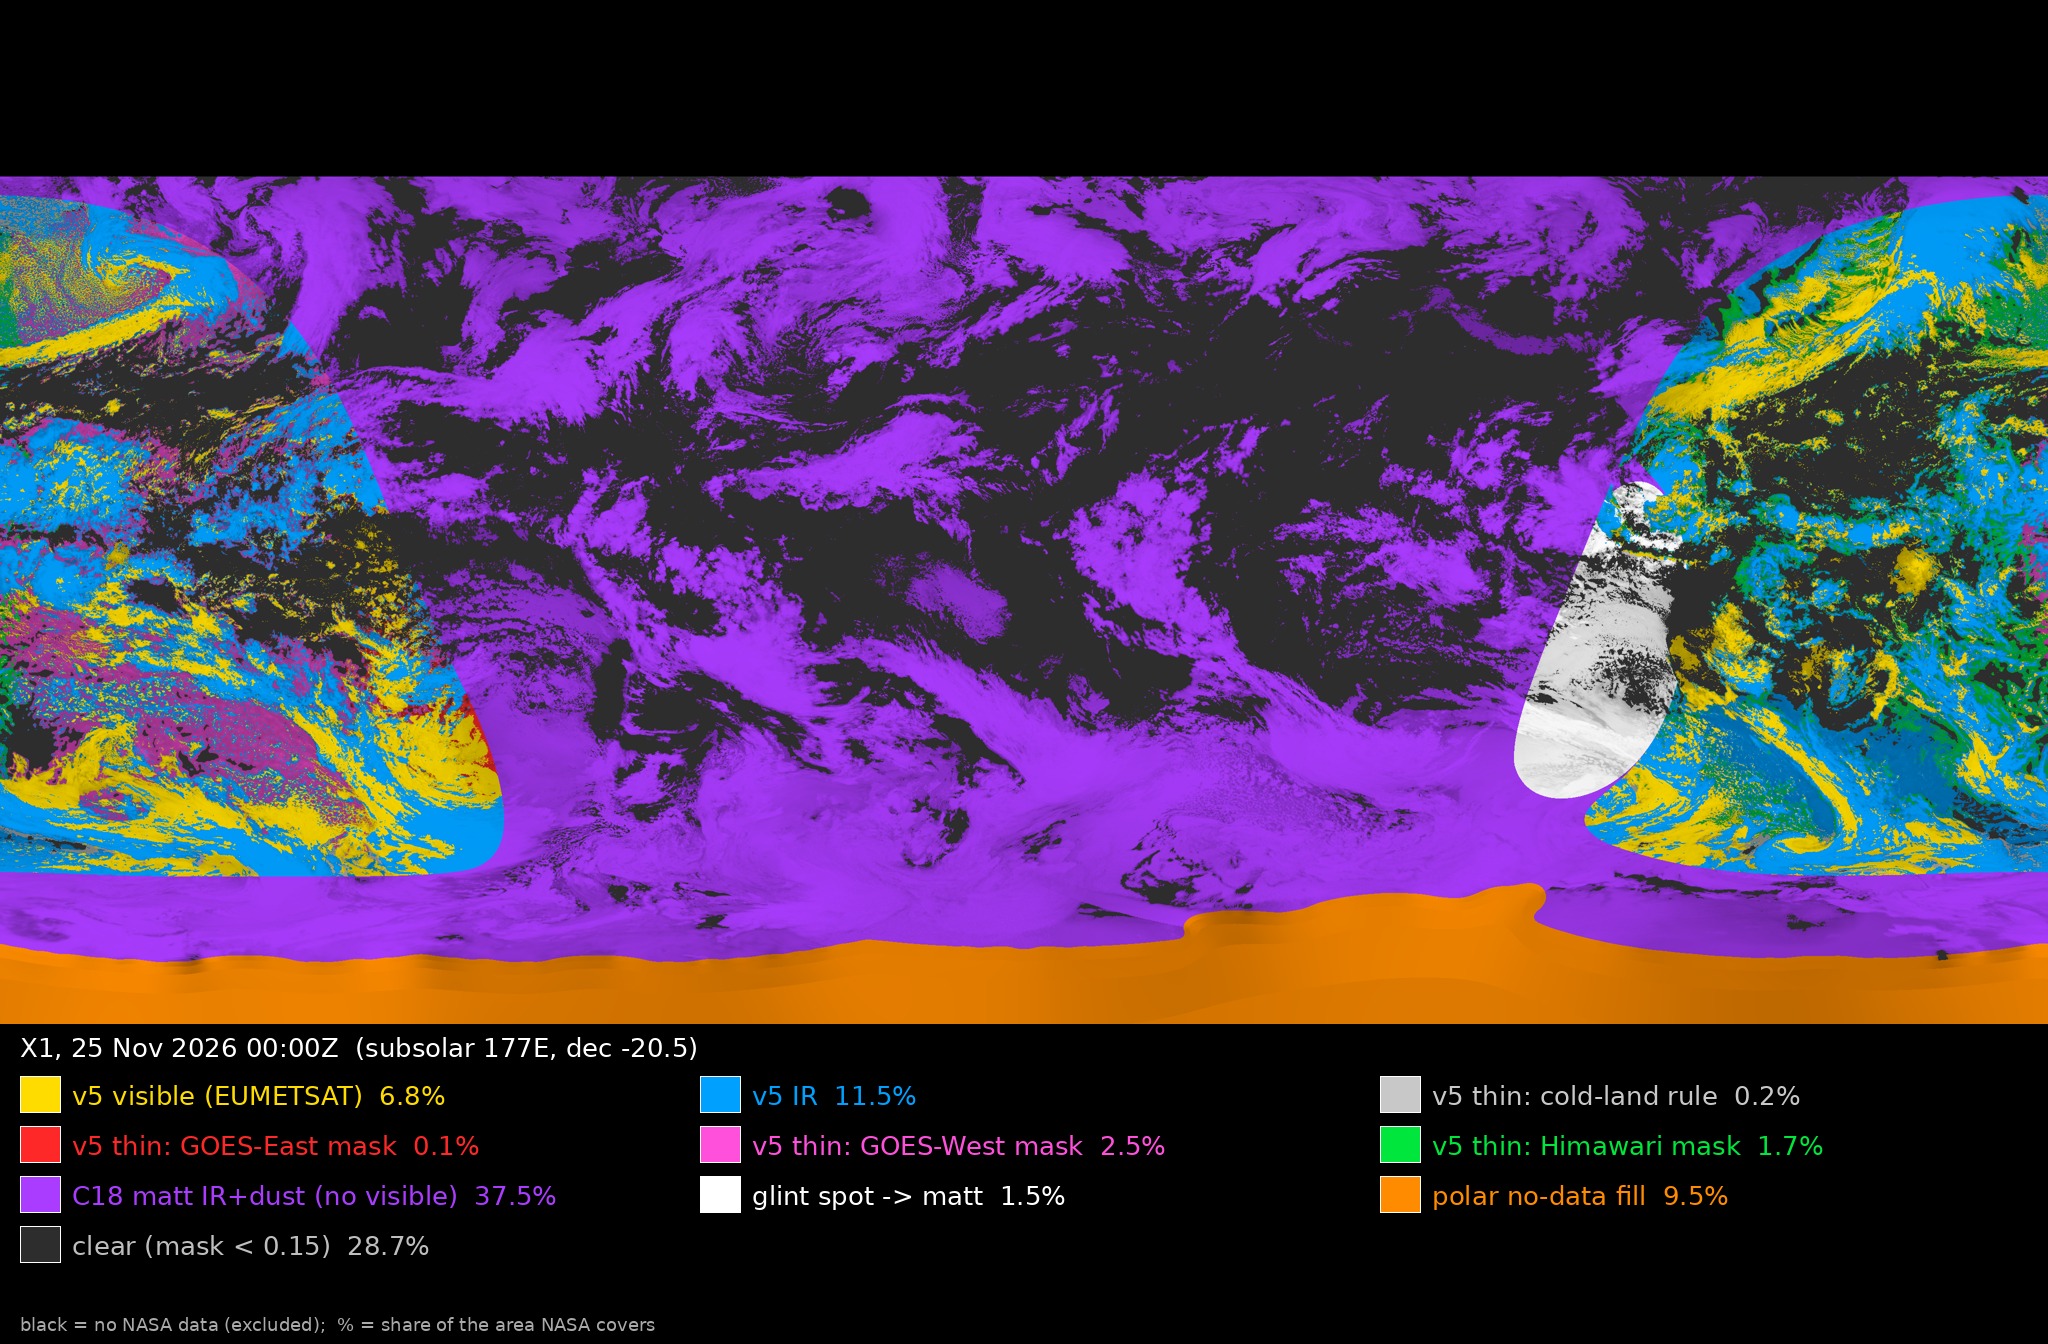 X1, 25 Nov 2026 00:00Z  (subsolar 177E, dec -20.5)
v5 visible (EUMETSAT)  6.8%
v5 IR  11.5%
v5 thin: cold-land rule  0.2%
v5 thin: GOES-East mask  0.1%
v5 thin: GOES-West mask  2.5%
v5 thin: Himawari mask  1.7%
C18 matt IR+dust (no visible)  37.5%
glint spot -> matt  1.5%
polar no-data fill  9.5%
clear (mask < 0.15)  28.7%
black = no NASA data (excluded);  % = share of the area NASA covers